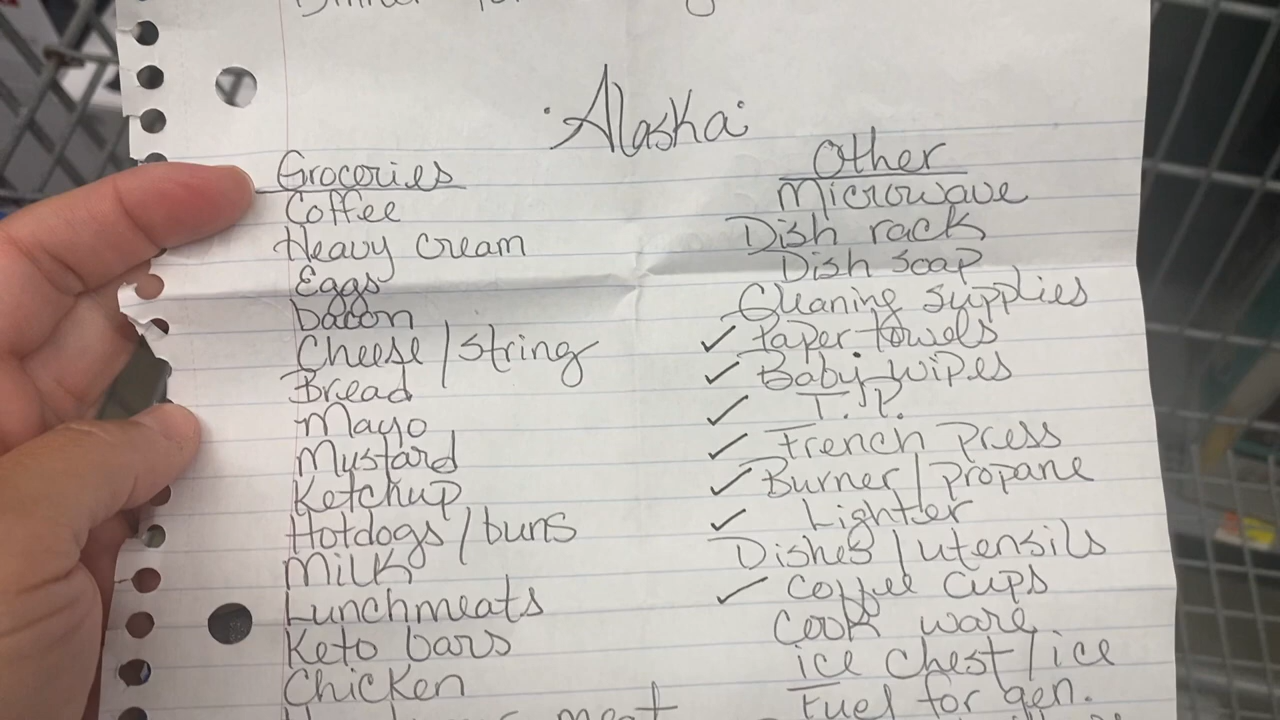 for
·Alaska·
Groceries
Coffee
Heavy cream
Eggs
bacon
Cheese/string
Bread
Mayo
Mustard
Ketchup
Hotdogs/buns
Milk
Lunchmeats
Keto bars
Chicken
meat
Other
Microwave
Dish rack
Dish soap
Cleaning supplies
✓ Paper towels
✓ Baby wipes
✓ T.P.
✓ French press
✓ Burner/propane
✓ Lighter
Dishes/utensils
✓ Coffee cups
Cook ware
ice chest/ice
Fuel for gen.